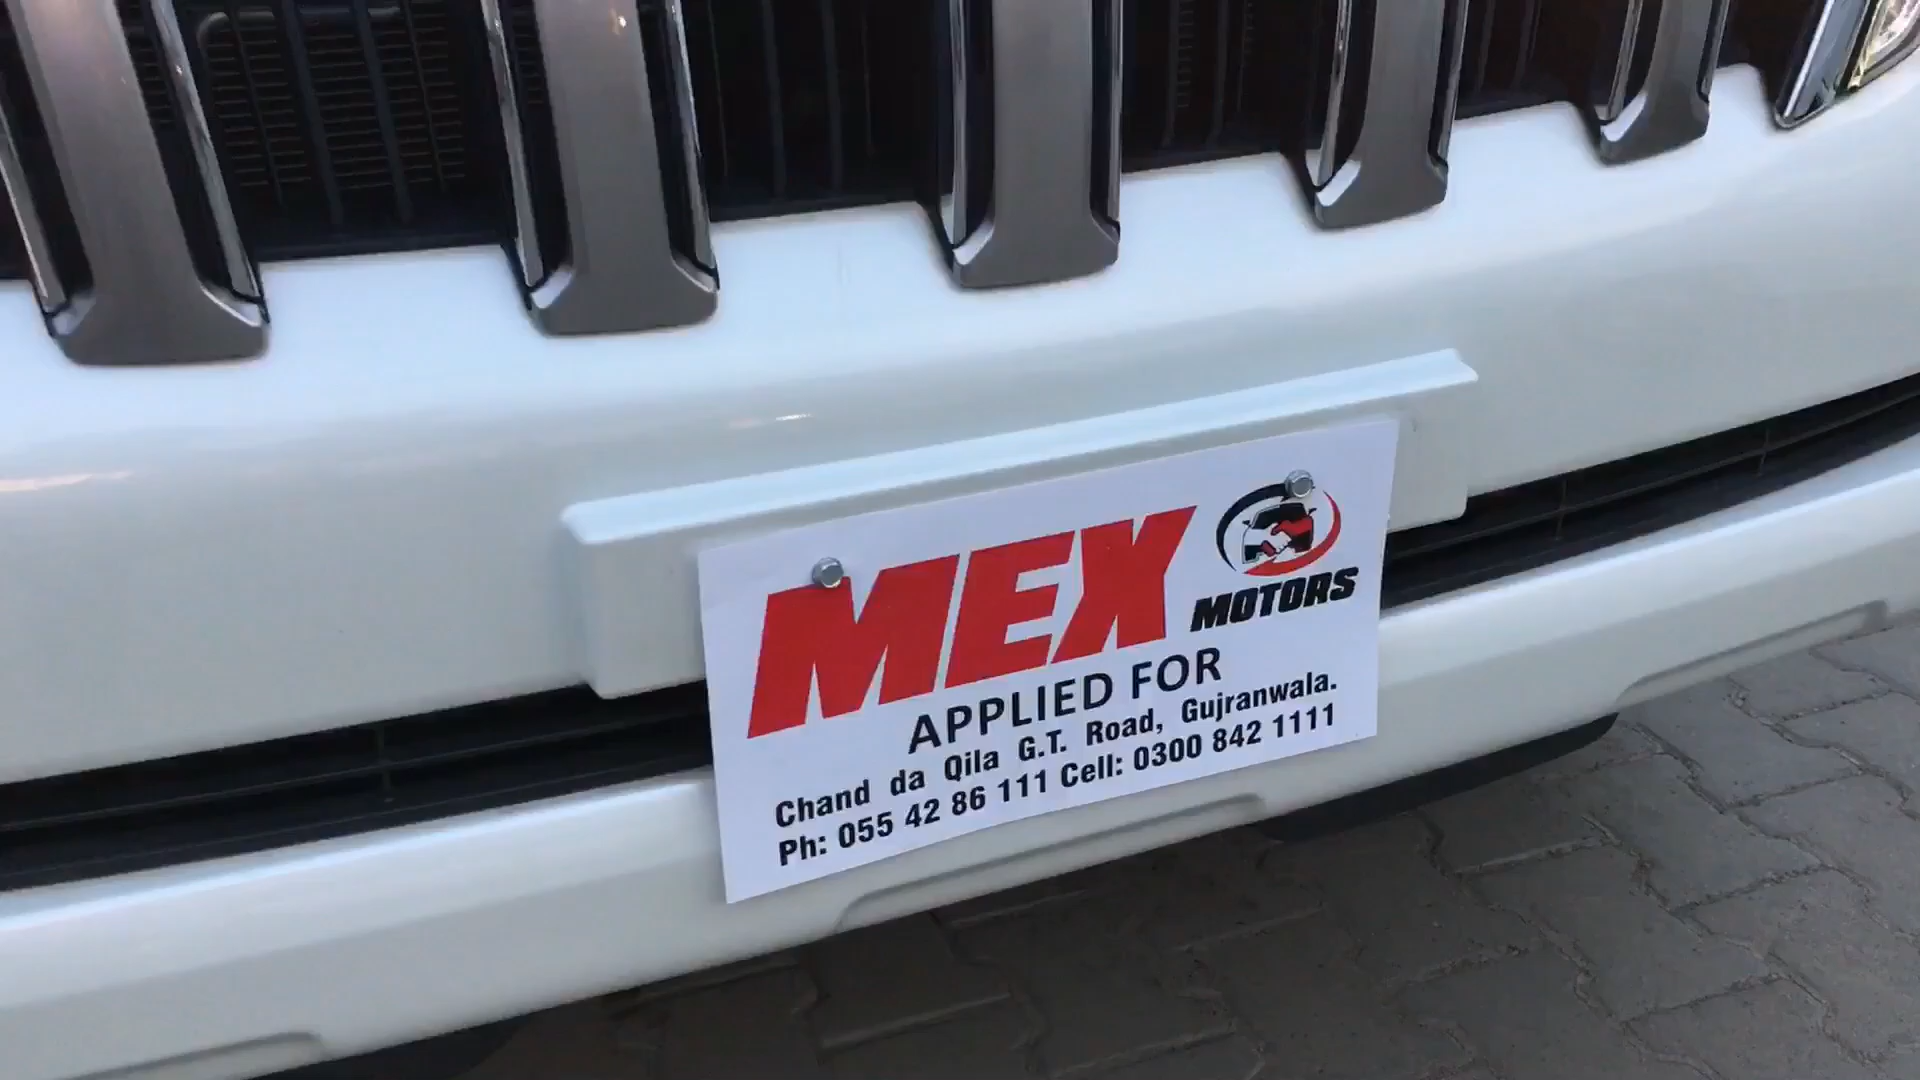 MEX
MOTORS
APPLIED FOR
Chand da Qila G.T. Road, Gujranwala.
Ph: 055 42 86 111 Cell: 0300 842 1111